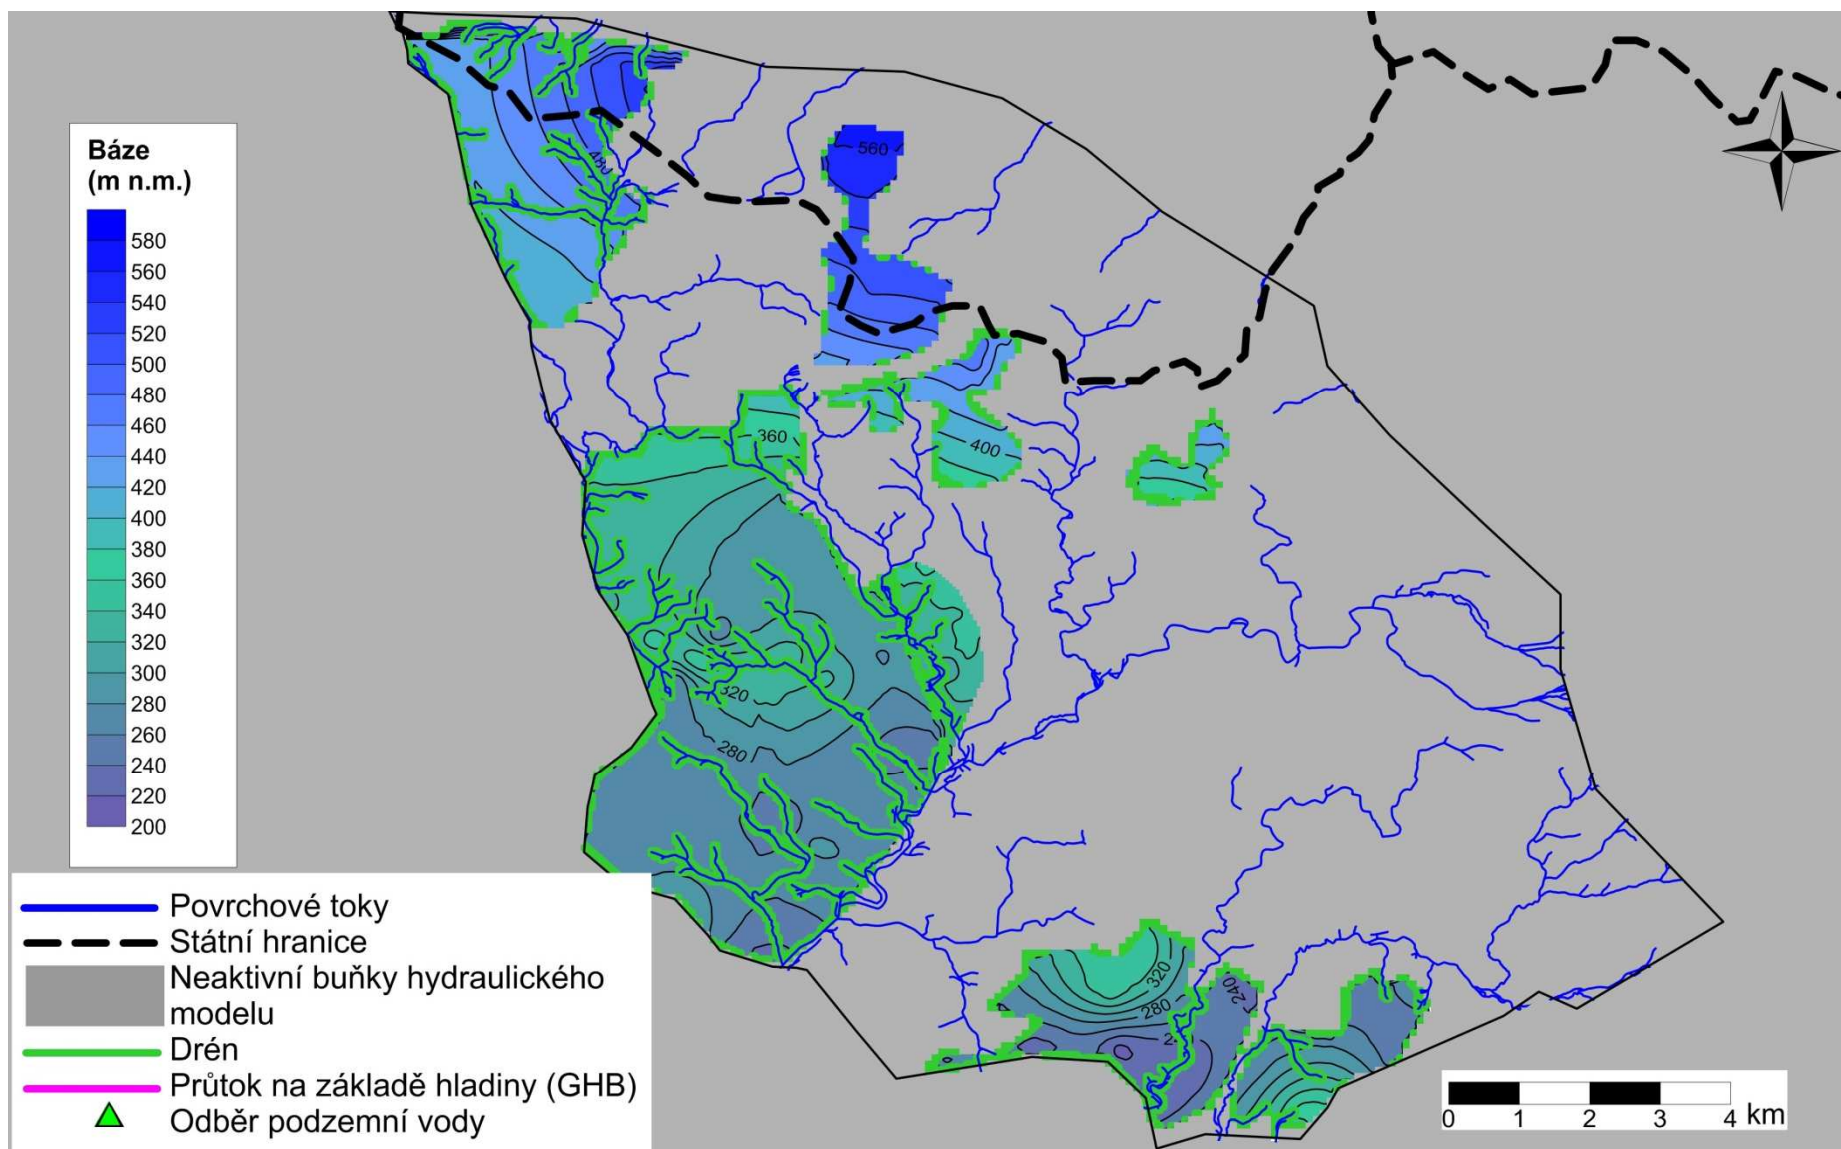 Báze
(m n.m.)
580
560
540
520
500
480
460
440
420
400
380
360
340
320
300
280
260
240
220
200
480
560
360
400
320
280
320
280
240
Povrchové toky
Státní hranice
Neaktivní buňky hydraulického
modelu
Drén
Průtok na základě hladiny (GHB)
Odběr podzemní vody
0 1 2 3 4 km